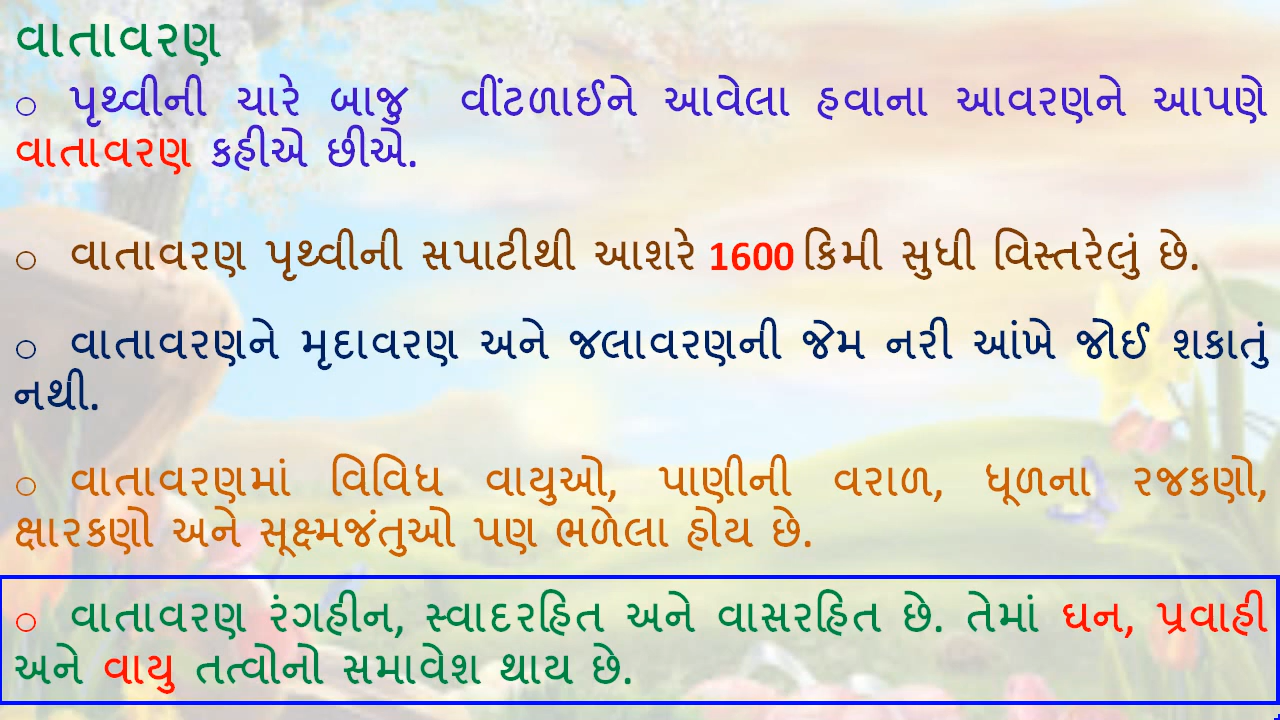 વાતાવરણ
o પૃથ્વીની ચારે બાજુ વીંટળાઈને આવેલા હવાના આવરણને આપણે
વાતાવરણ કહીએ છીએ.
o વાતાવરણ પૃથ્વીની સપાટીથી આશરે 1600 કિમી સુધી વિસ્તરેલું છે.
o વાતાવરણને મૃદાવરણ અને જલાવરણની જેમ નરી આંખે જોઈ શકાતું
નથી.
o વાતાવરણમાં વિવિધ વાયુઓ, પાણીની વરાળ, ધૂળના રજકણો,
ક્ષારકણો અને સૂક્ષ્મજંતુઓ પણ ભળેલા હોય છે.
o વાતાવરણ રંગહીન, સ્વાદરહિત અને વાસરહિત છે. તેમાં ઘન, પ્રવાહી
અને વાયુ તત્વોનો સમાવેશ થાય છે.